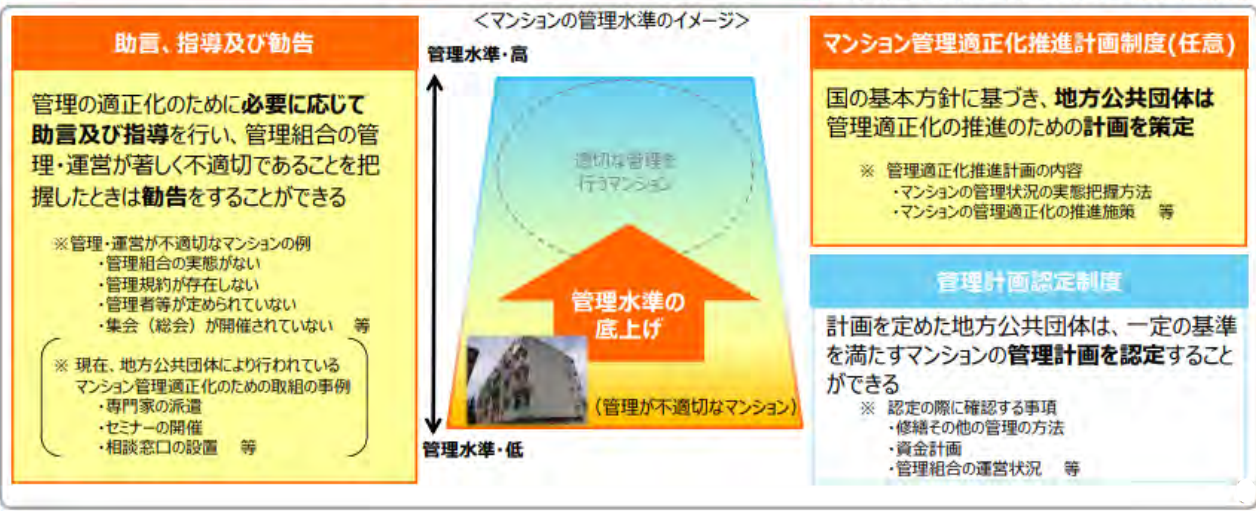 助言、指導及び勧告
管理の適正化のために必要に応じて
助言及び指導を行い、管理組合の管
理・運営が著しく不適切であることを把
握したときは勧告をすることができる
※管理・運営が不適切なマンションの例
・管理組合の実態がない
・管理規約が存在しない
・管理者等が定められていない
・集会（総会）が開催されていない　等
※ 現在、地方公共団体により行われている
マンション管理適正化のための取組の事例
・専門家の派遣
・セミナーの開催
・相談窓口の設置　等
＜マンションの管理水準のイメージ＞
管理水準・高
適切な管理を
行うマンション
管理水準の
底上げ
（管理が不適切なマンション）
管理水準・低
マンション管理適正化推進計画制度(任意)
国の基本方針に基づき、地方公共団体は
管理適正化の推進のための計画を策定
※　管理適正化推進計画の内容
・マンションの管理状況の実態把握方法
・マンションの管理適正化の推進施策　等
管理計画認定制度
計画を定めた地方公共団体は、一定の基準
を満たすマンションの管理計画を認定すること
ができる
※　認定の際に確認する事項
・修繕その他の管理の方法
・資金計画
・管理組合の運営状況　等